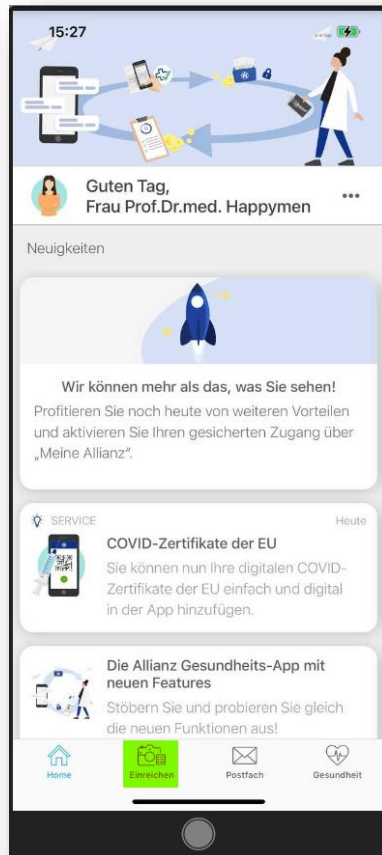 15:27
Guten Tag,
Frau Prof.Dr.med. Happymen
Neuigkeiten
Wir können mehr als das, was Sie sehen!
Profitieren Sie noch heute von weiteren Vorteilen
und aktivieren Sie Ihren gesicherten Zugang über
„Meine Allianz“.
SERVICE
Heute
COVID-Zertifikate der EU
Sie können nun Ihre digitalen COVID-
Zertifikate der EU einfach und digital
in der App hinzufügen.
Die Allianz Gesundheits-App mit
neuen Features
Stöbern Sie und probieren Sie gleich
die neuen Funktionen aus!
Home
Einreichen
Postfach
Gesundheit